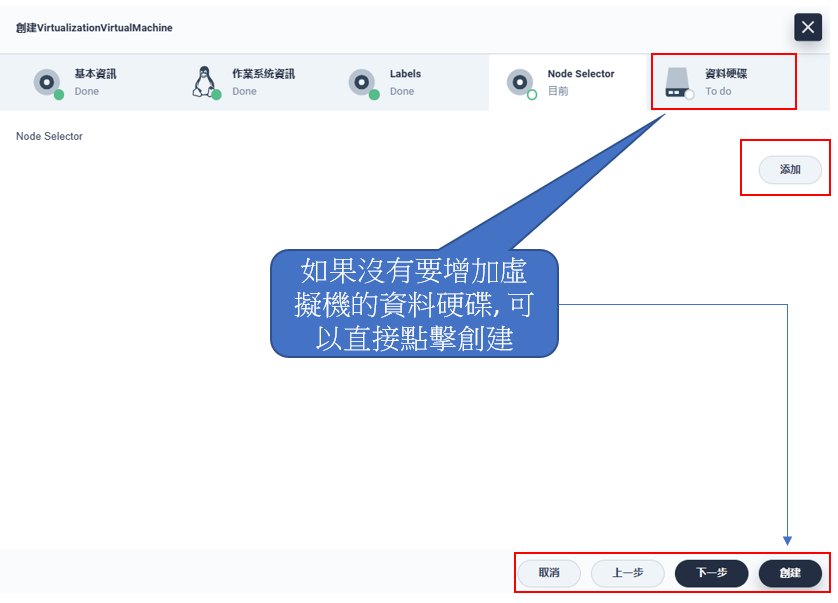 創建VirtualizationVirtualMachine
基本資訊
Done
作業系統資訊
Done
Labels
Done
Node Selector
目前
資料硬碟
To do
Node Selector
添加
如果沒有要增加虛
擬機的資料硬碟, 可
以直接點擊創建
取消
上一步
下一步
創建